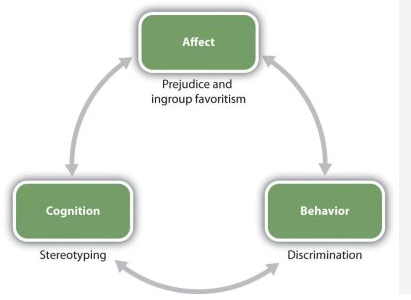 Affect
Prejudice and
ingroup favoritism
Cognition
Behavior
Stereotyping
Discrimination